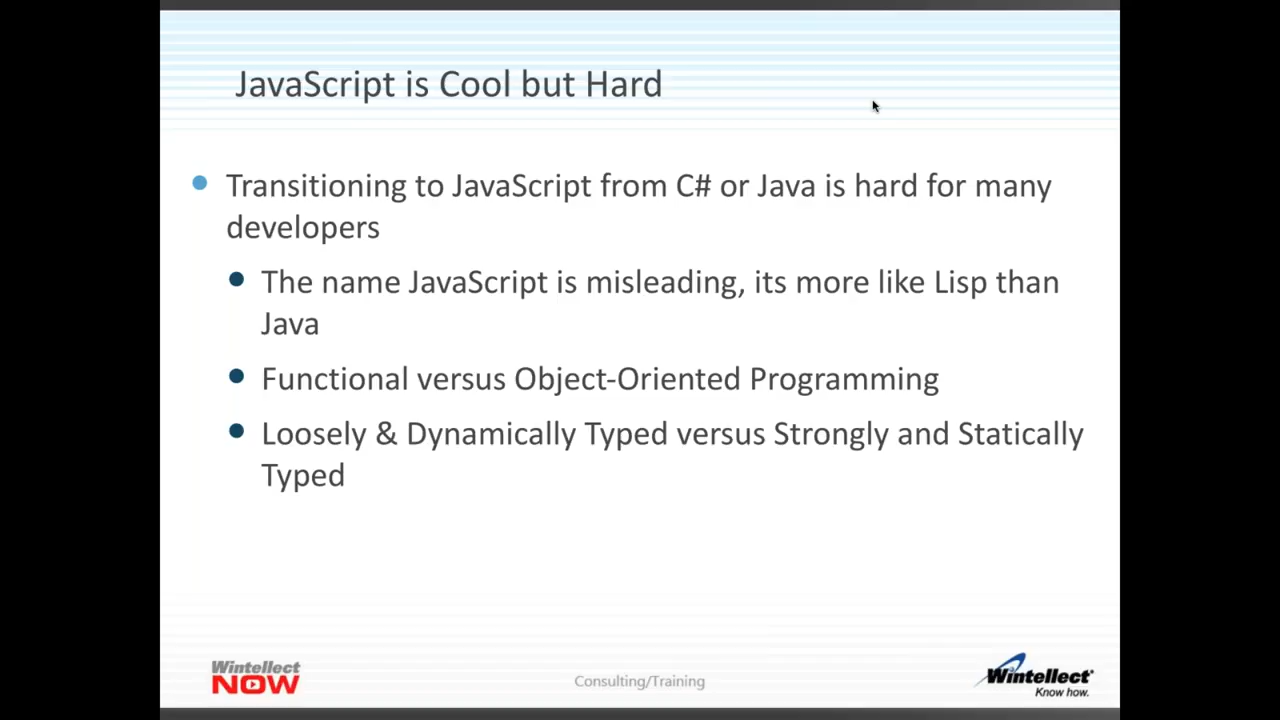 JavaScript is Cool but Hard
Transitioning to JavaScript from C# or Java is hard for many
developers
The name JavaScript is misleading, its more like Lisp than
Java
Functional versus Object-Oriented Programming
Loosely & Dynamically Typed versus Strongly and Statically
Typed
Wintellect
NOW
Consulting/Training
Wintellect
Know how.